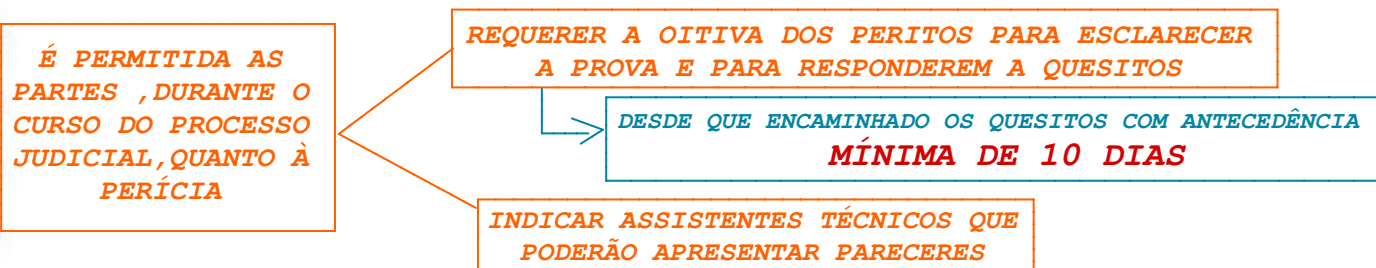 É PERMITIDA AS
PARTES ,DURANTE O
CURSO DO PROCESSO
JUDICIAL,QUANTO À
PERÍCIA
REQUERER A OITIVA DOS PERITOS PARA ESCLARECER
A PROVA E PARA RESPONDEREM A QUESITOS
DESDE QUE ENCAMINHADO OS QUESITOS COM ANTECEDÊNCIA
MÍNIMA DE 10 DIAS
INDICAR ASSISTENTES TÉCNICOS QUE
PODERÃO APRESENTAR PARECERES